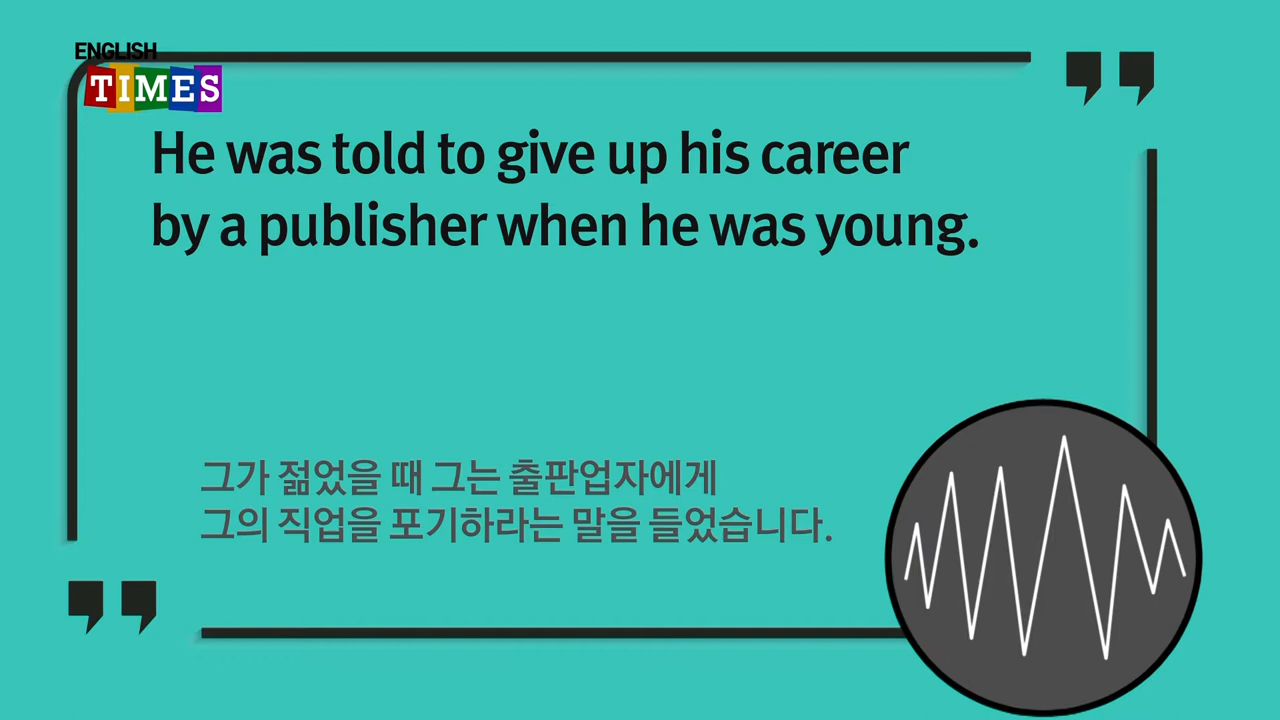 ENGLISH
TIMES
He was told to give up his career
by a publisher when he was young.
그가 젊었을 때 그는 출판업자에게
그의 직업을 포기하라는 말을 들었습니다.